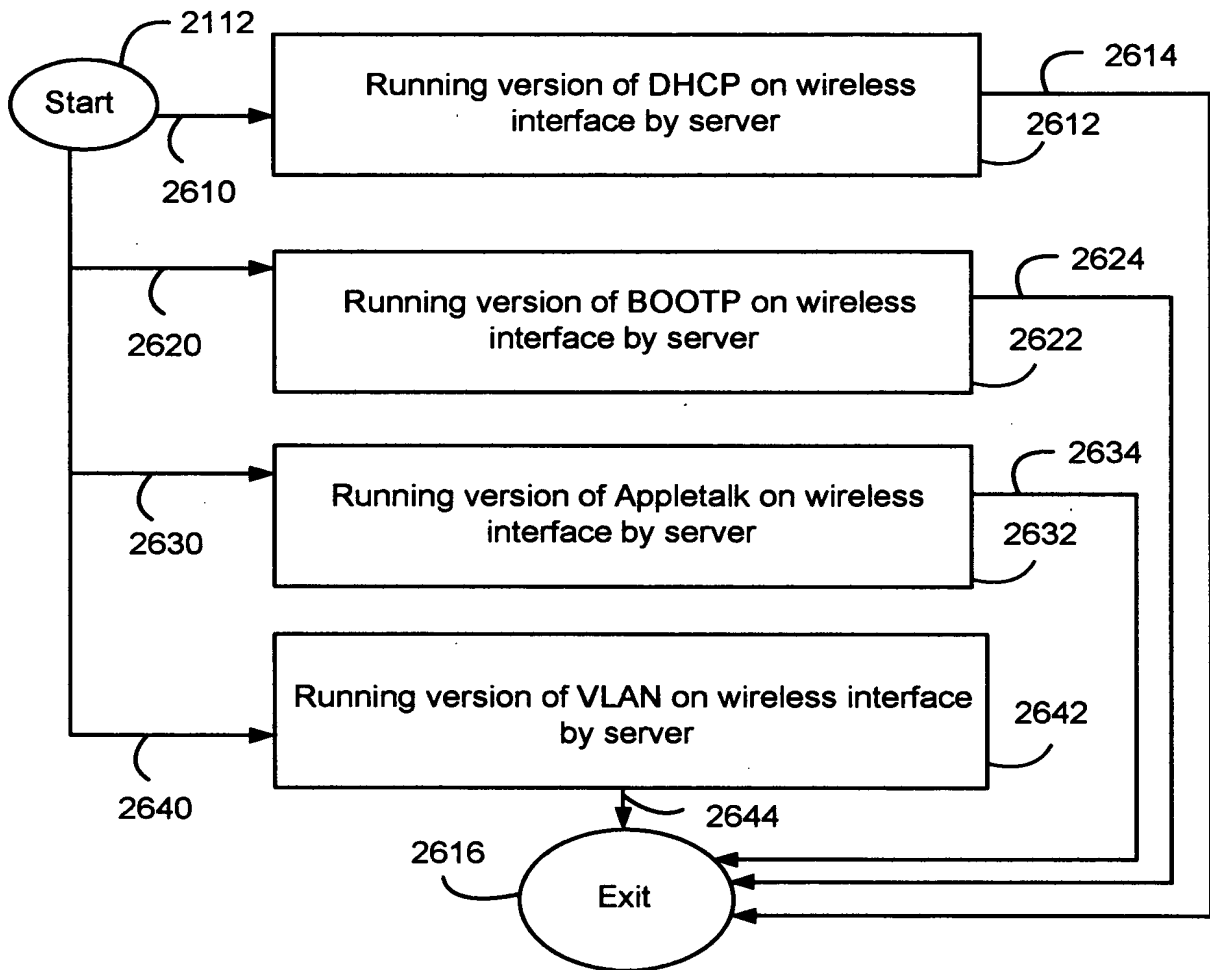 2112
Start
Running version of DHCP on wireless
interface by server
2614
2612
2610
Running version of BOOTP on wireless
interface by server
2624
2622
2620
Running version of Appletalk on wireless
interface by server
2634
2632
2630
Running version of VLAN on wireless interface
by server
2642
2640
2644
2616
Exit